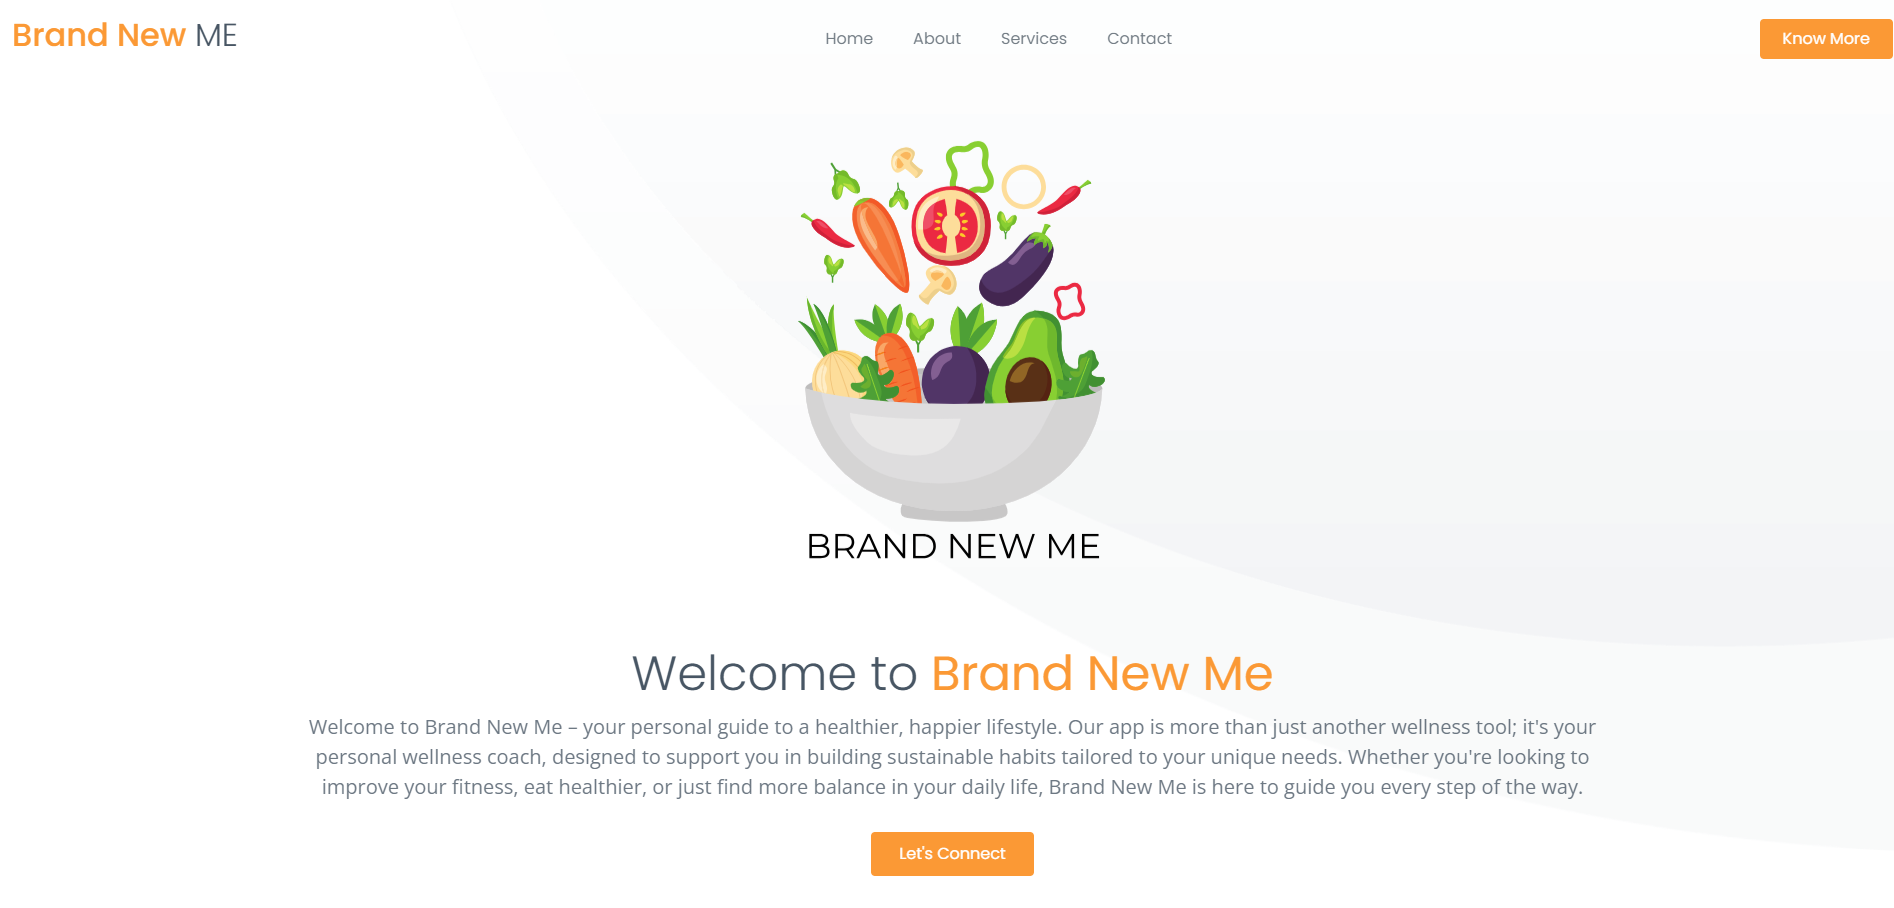 Brand New ME
Home
About
Services
Contact
Know More
BRAND NEW ME
Welcome to Brand New Me
Welcome to Brand New Me – your personal guide to a healthier, happier lifestyle. Our app is more than just another wellness tool; it's your
personal wellness coach, designed to support you in building sustainable habits tailored to your unique needs. Whether you're looking to
improve your fitness, eat healthier, or just find more balance in your daily life, Brand New Me is here to guide you every step of the way.
Let's Connect